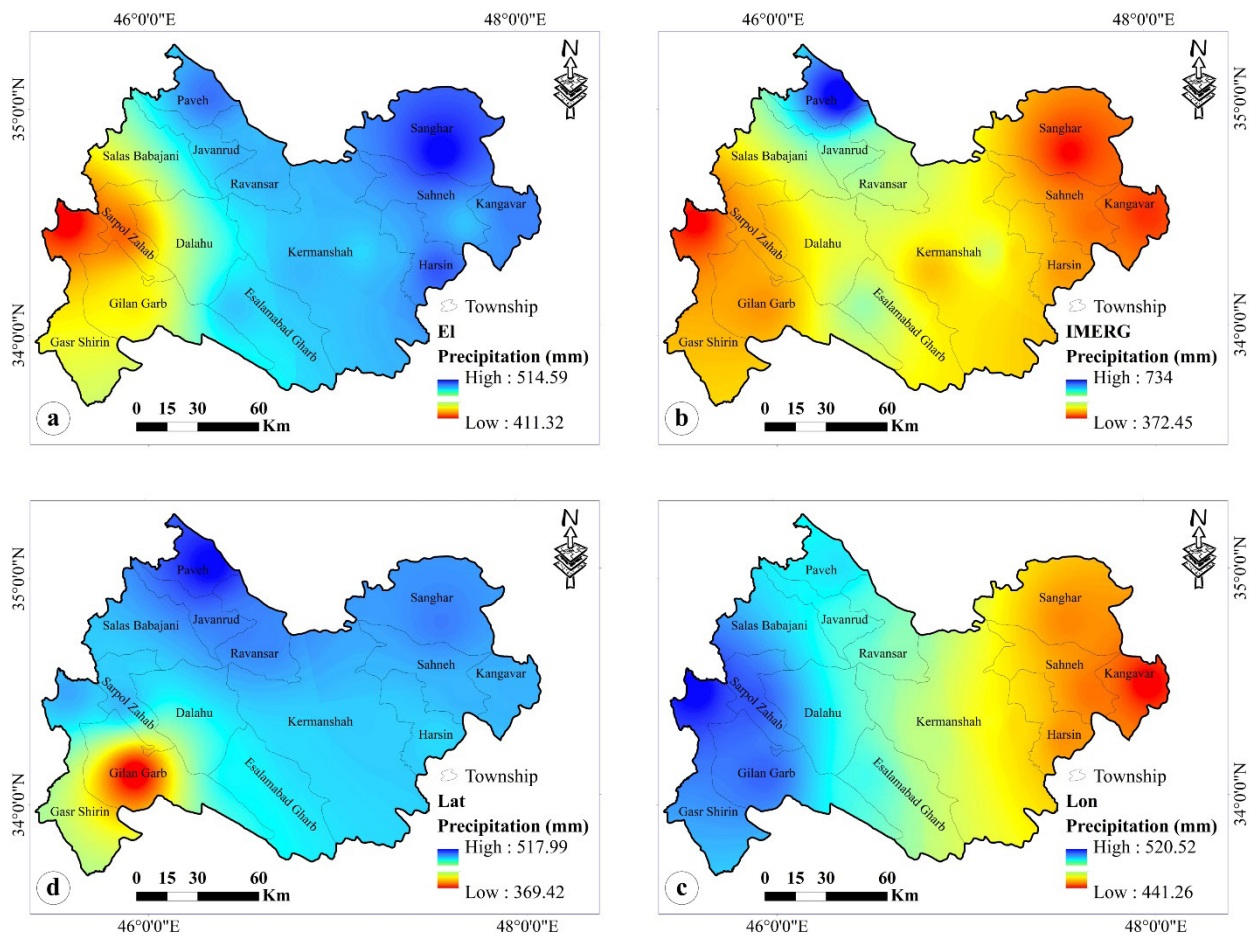 46°0'0"E
48°0'0"E
46°0'0"E
48°0'0"E
35°0'0"N
34°0'0"N
N
Paveh
Javanrud
Salas Babajani
Ravansar
Sanghar
Sahneh
Kangavar
Sarpol Zahab
Dalahu
Kermanshah
Harsin
Gilan Garb
Esalamabad Gharb
Gasr Shirin
Township
El
Precipitation (mm)
High : 514.59
Low : 411.32
a
0 15 30 60
Km
N
35°0'0"N
34°0'0"N
Paveh
Javanrud
Salas Babajani
Ravansar
Sanghar
Sahneh
Kangavar
Sarpol Zahab
Dalahu
Kermanshah
Harsin
Gilan Garb
Esalamabad Gharb
Gasr Shirin
Township
IMERG
Precipitation (mm)
High : 734
Low : 372.45
b
0 15 30 60
Km
35°0'0"N
34°0'0"N
N
Paveh
Javanrud
Salas Babajani
Ravansar
Sanghar
Sahneh
Kangavar
Sarpol Zahab
Dalahu
Kermanshah
Harsin
Gilan Garb
Esalamabad Gharb
Gasr Shirin
Township
Lat
Precipitation (mm)
High : 517.99
Low : 369.42
d
0 15 30 60
Km
N
35°0'0"N
34°0'0"N
Paveh
Javanrud
Salas Babajani
Ravansar
Sanghar
Sahneh
Kangavar
Sarpol Zahab
Dalahu
Kermanshah
Harsin
Gilan Garb
Esalamabad Gharb
Gasr Shirin
Township
Lon
Precipitation (mm)
High : 520.52
Low : 441.26
c
0 15 30 60
Km
46°0'0"E
48°0'0"E
46°0'0"E
48°0'0"E